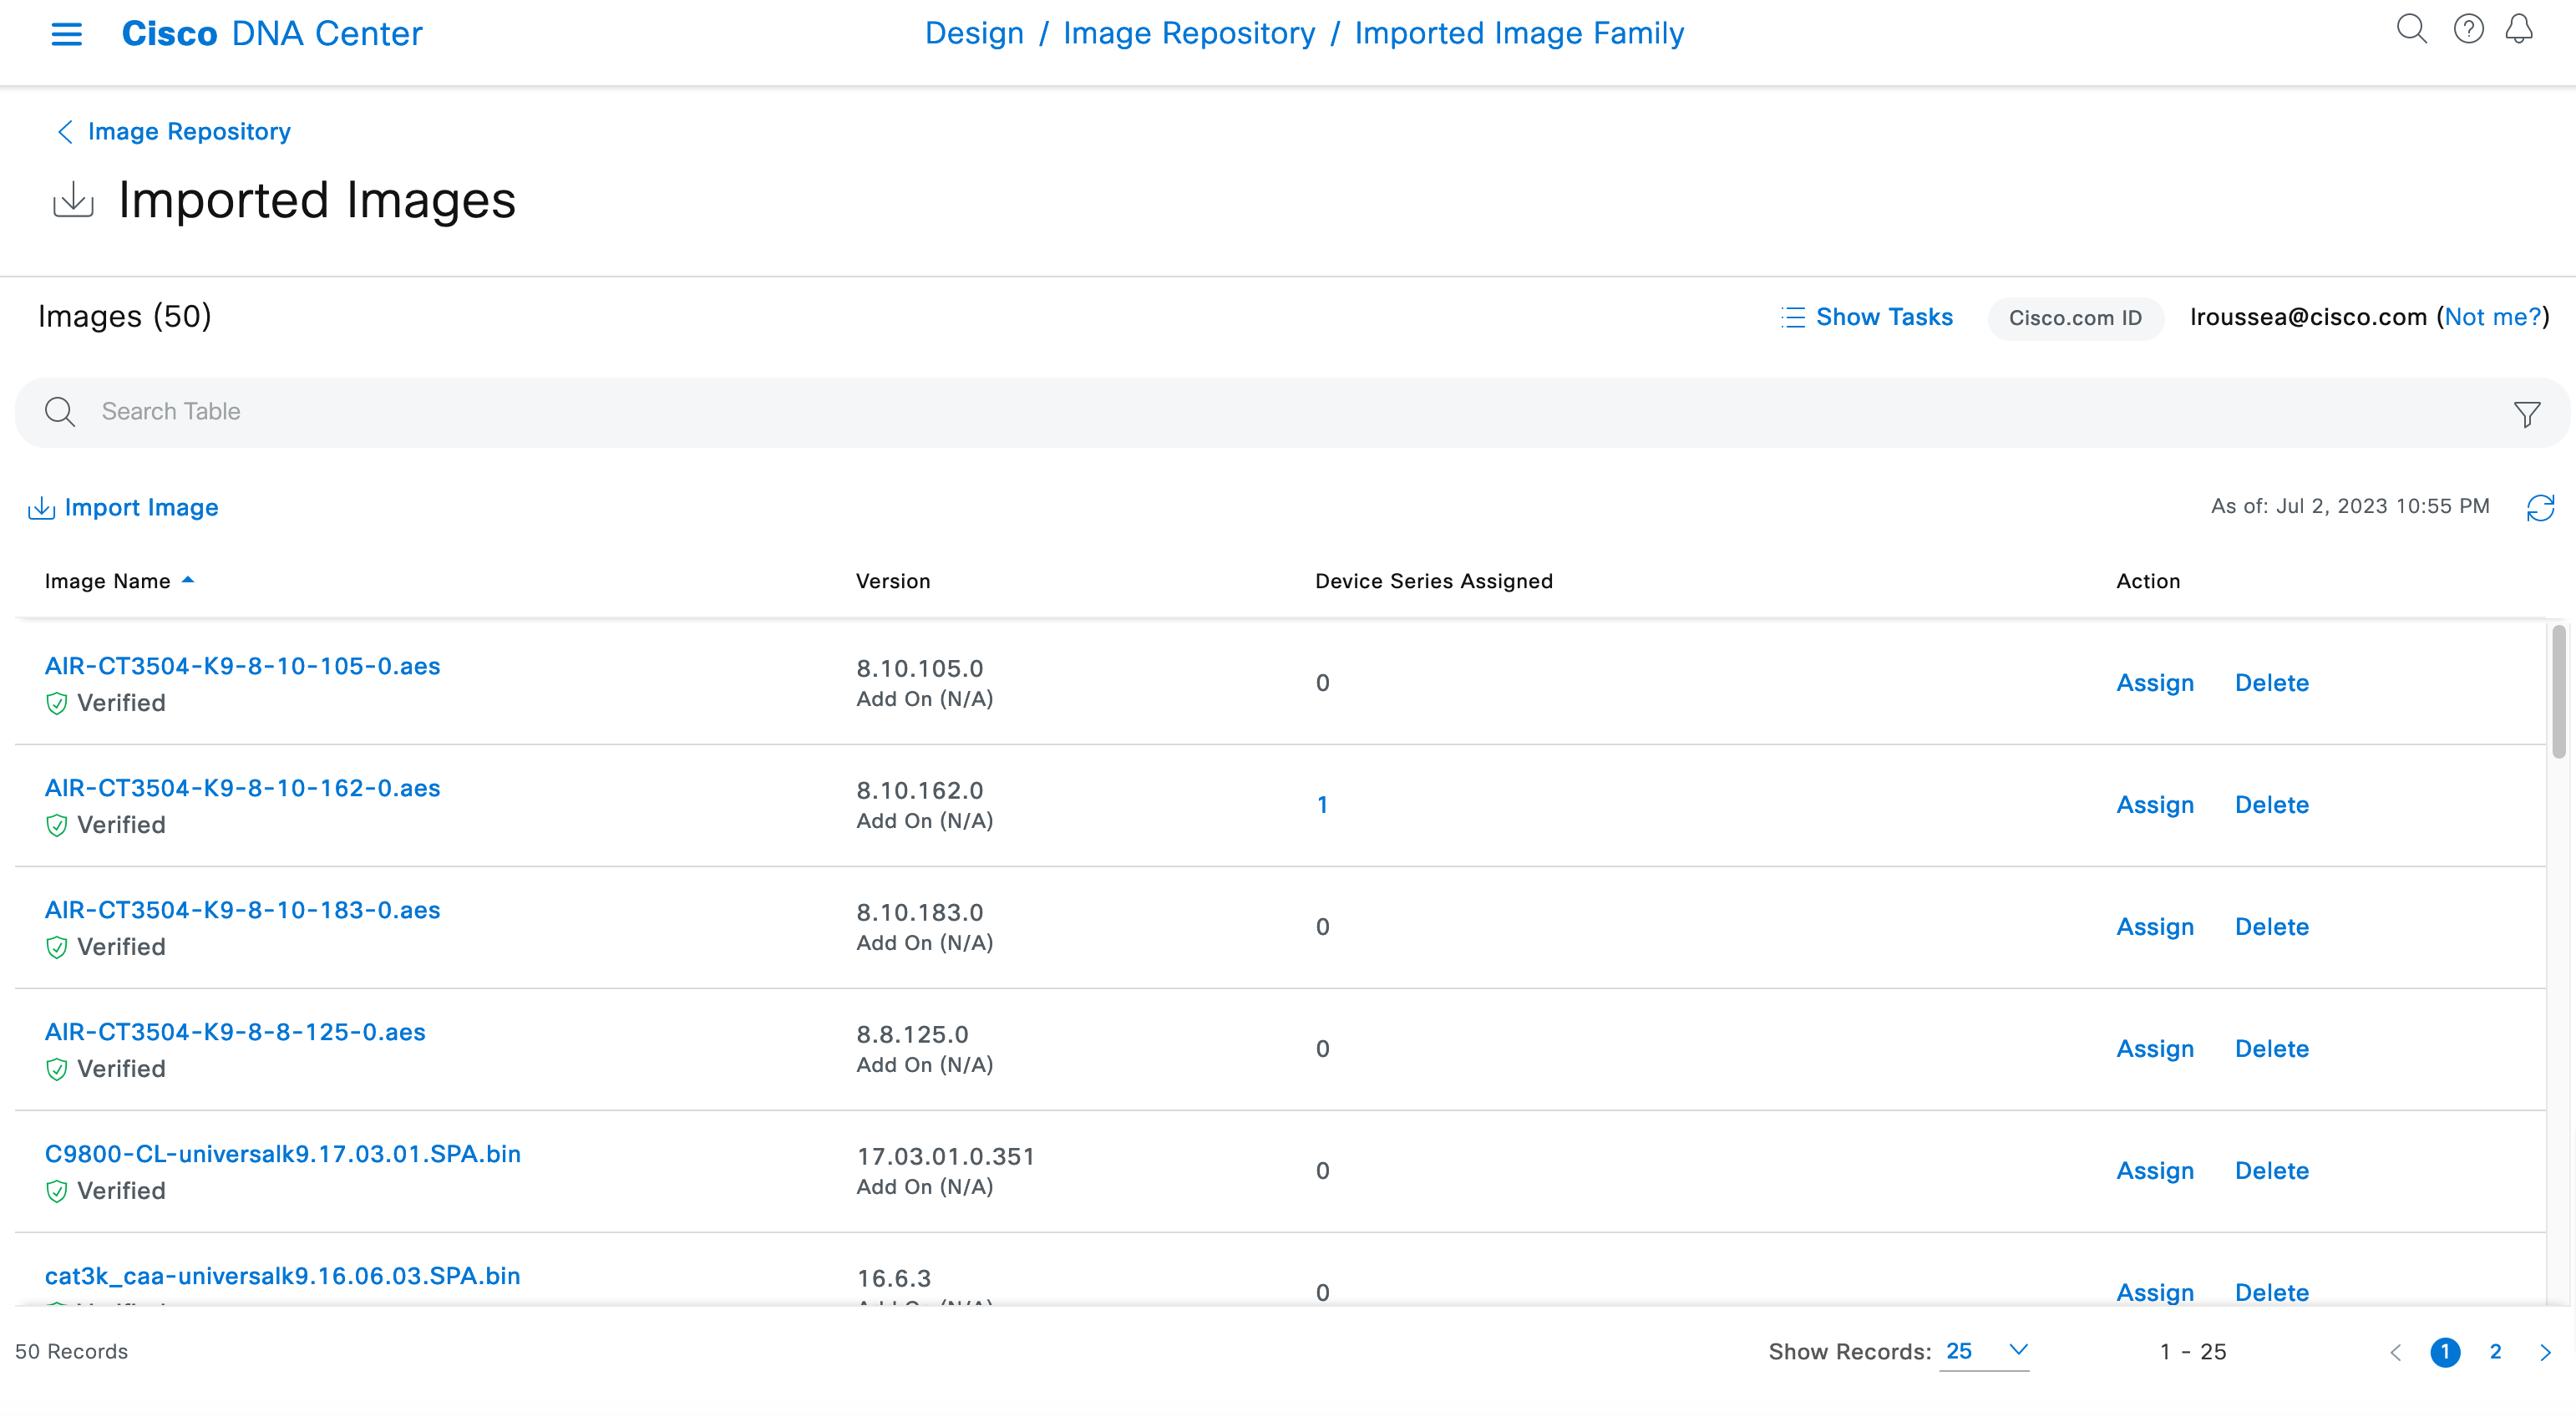 Cisco DNA Center
Design / Image Repository / Imported Image Family
Image Repository
Imported Images
Images (50)
Show Tasks
Cisco.com ID
lroussea@cisco.com (Not me?)
Search Table
Import Image
As of: Jul 2, 2023 10:55 PM
Image Name Version Device Series Assigned Action
AIR-CT3504-K9-8-10-105-0.aes
Verified
8.10.105.0
Add On (N/A)
0
Assign Delete
AIR-CT3504-K9-8-10-162-0.aes
Verified
8.10.162.0
Add On (N/A)
1
Assign Delete
AIR-CT3504-K9-8-10-183-0.aes
Verified
8.10.183.0
Add On (N/A)
0
Assign Delete
AIR-CT3504-K9-8-8-125-0.aes
Verified
8.8.125.0
Add On (N/A)
0
Assign Delete
C9800-CL-universalk9.17.03.01.SPA.bin
Verified
17.03.01.0.351
Add On (N/A)
0
Assign Delete
cat3k_caa-universalk9.16.06.03.SPA.bin
16.6.3
0
Assign Delete
50 Records
Show Records: 25
1 - 25
1 2